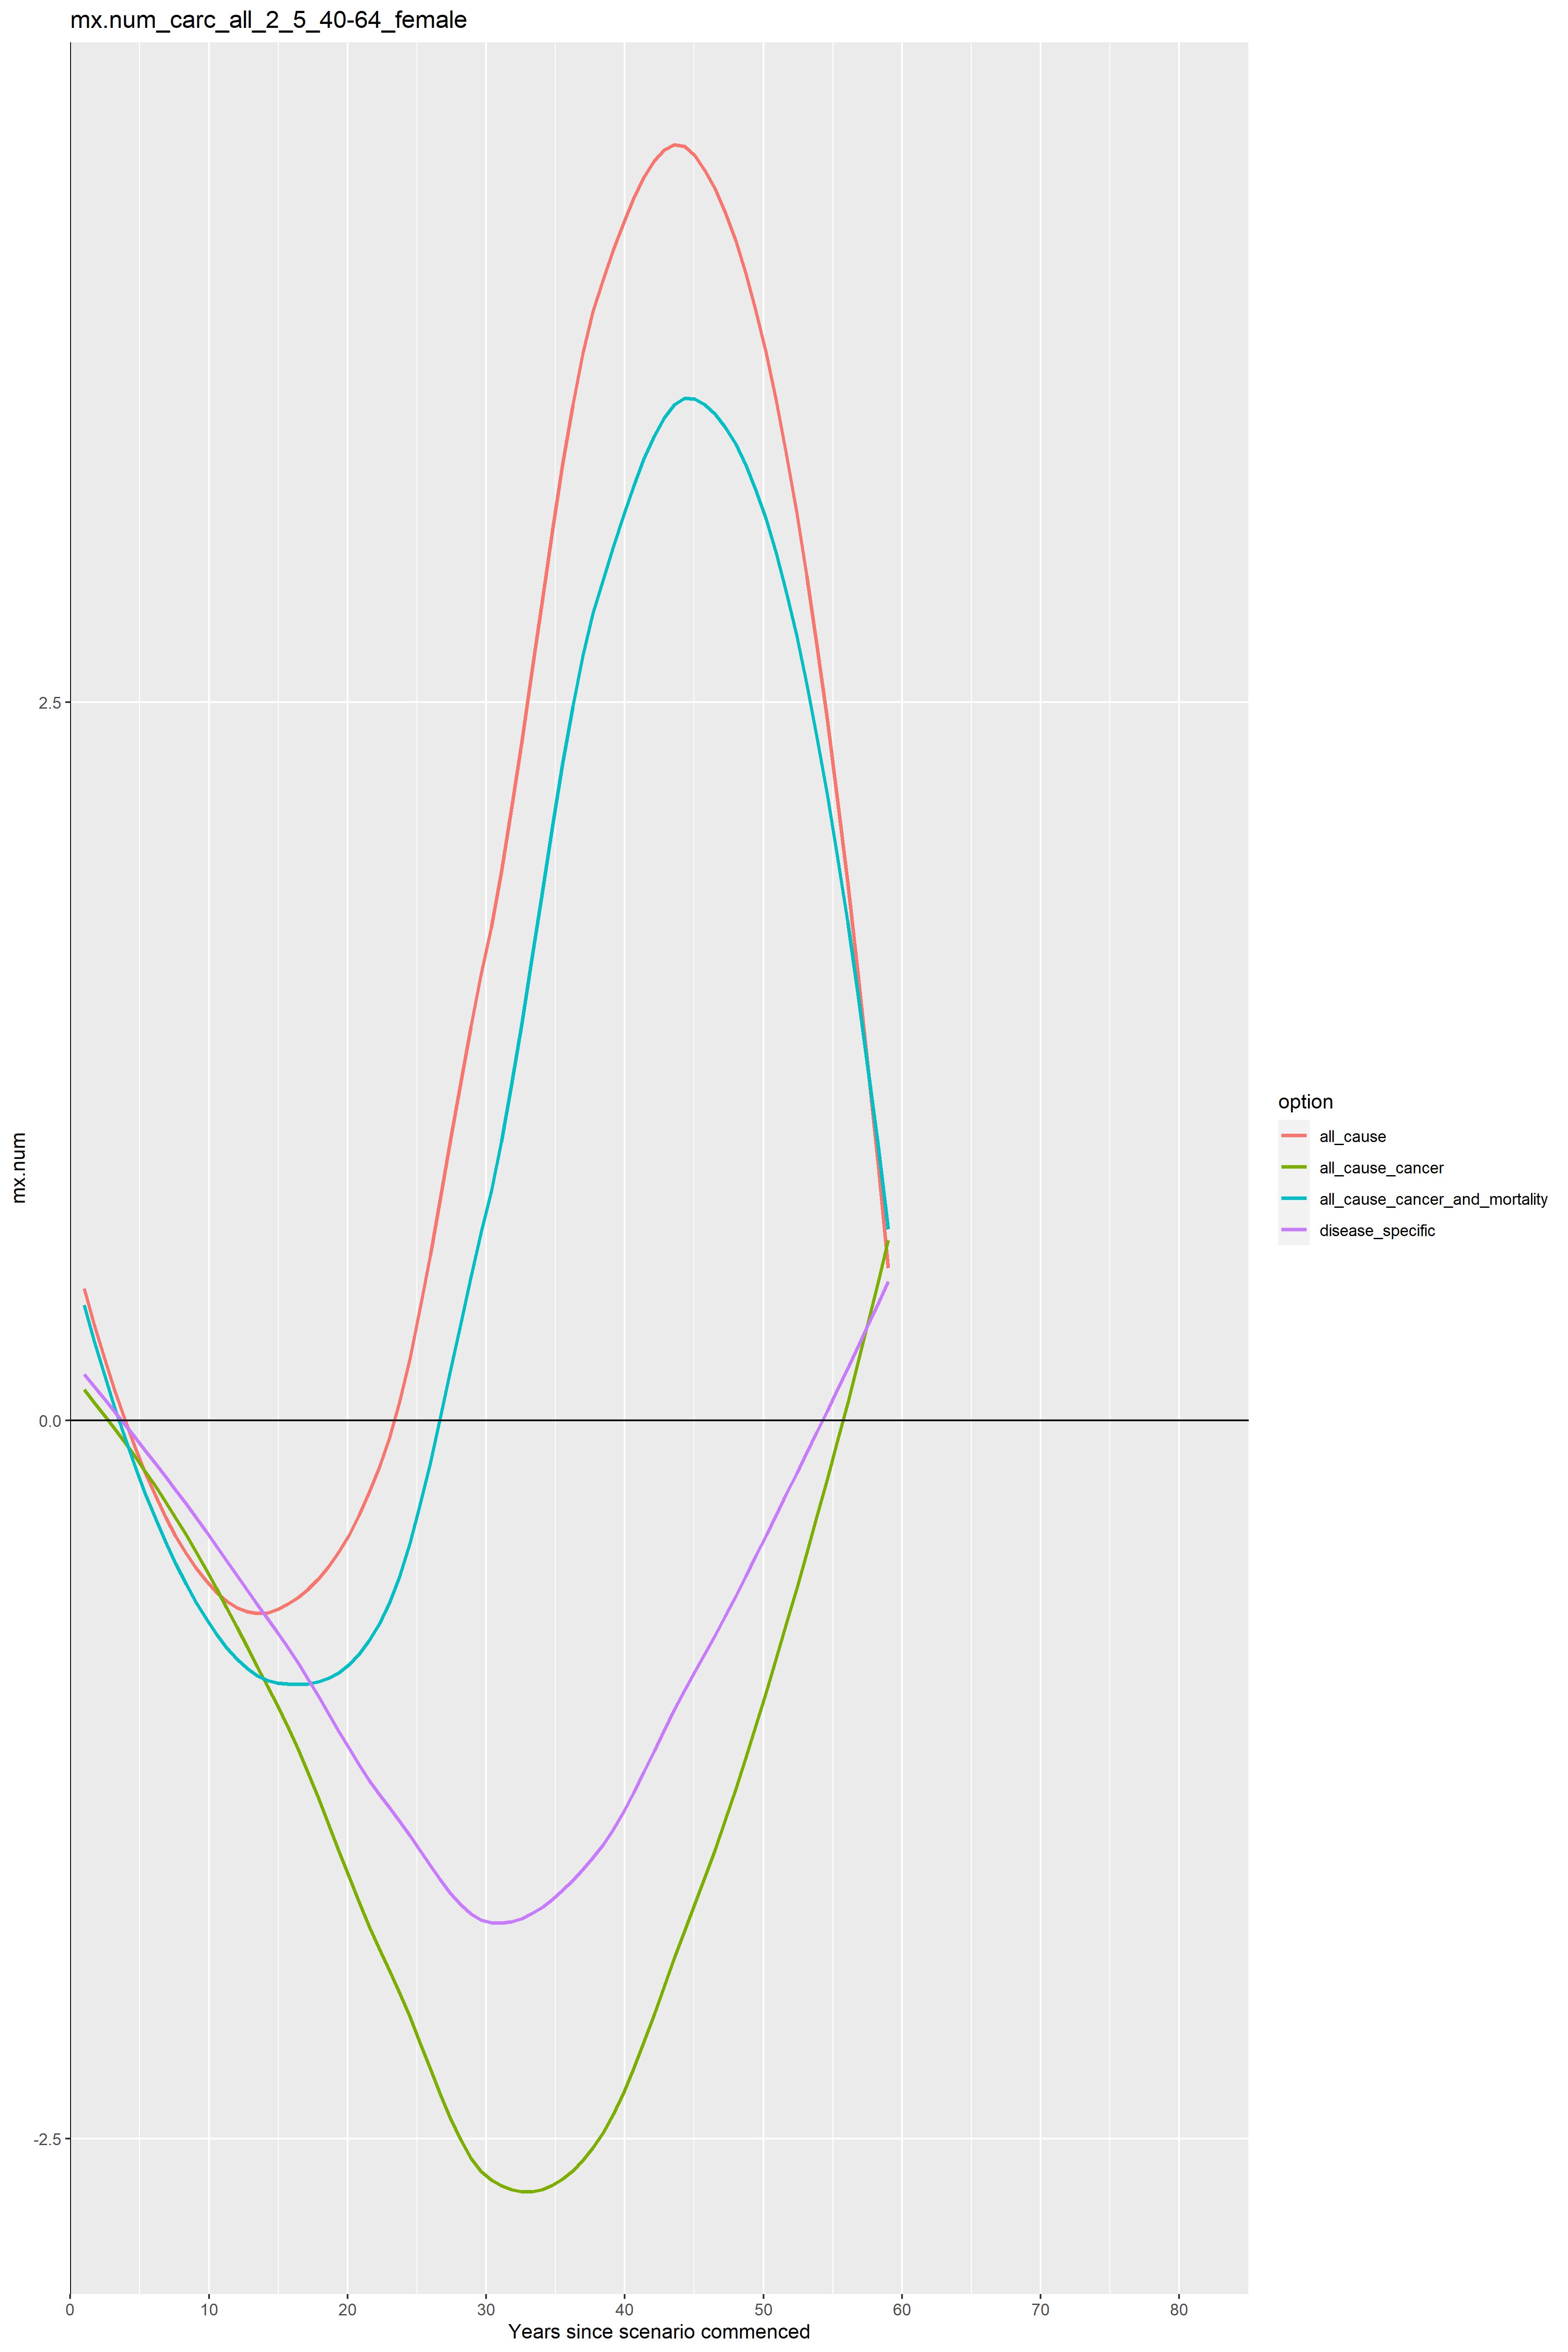 mx.num_carc_all_2_5_40-64_female
mx.num
2.5
0.0
-2.5
0 10 20 30 40 50 60 70 80
Years since scenario commenced
option
all_cause
all_cause_cancer
all_cause_cancer_and_mortality
disease_specific